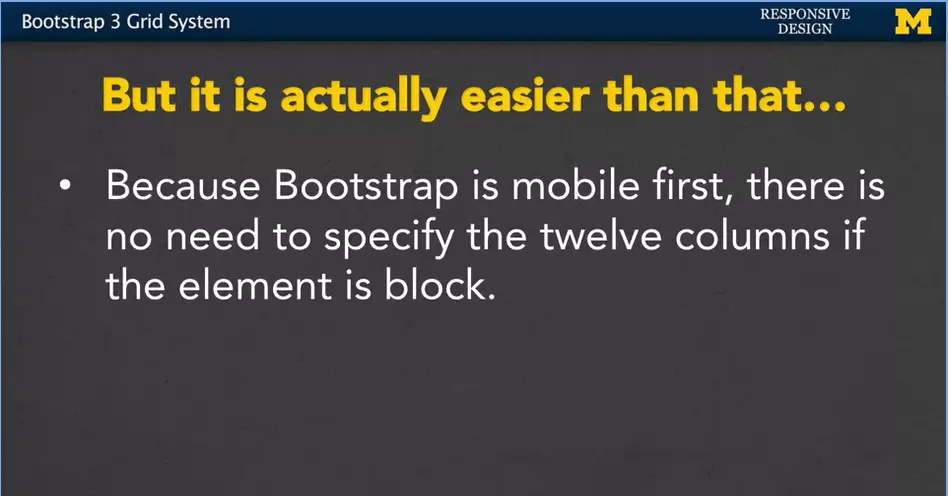 Bootstrap 3 Grid System
RESPONSIVE
DESIGN
M
But it is actually easier than that...
• Because Bootstrap is mobile first, there is
no need to specify the twelve columns if
the element is block.